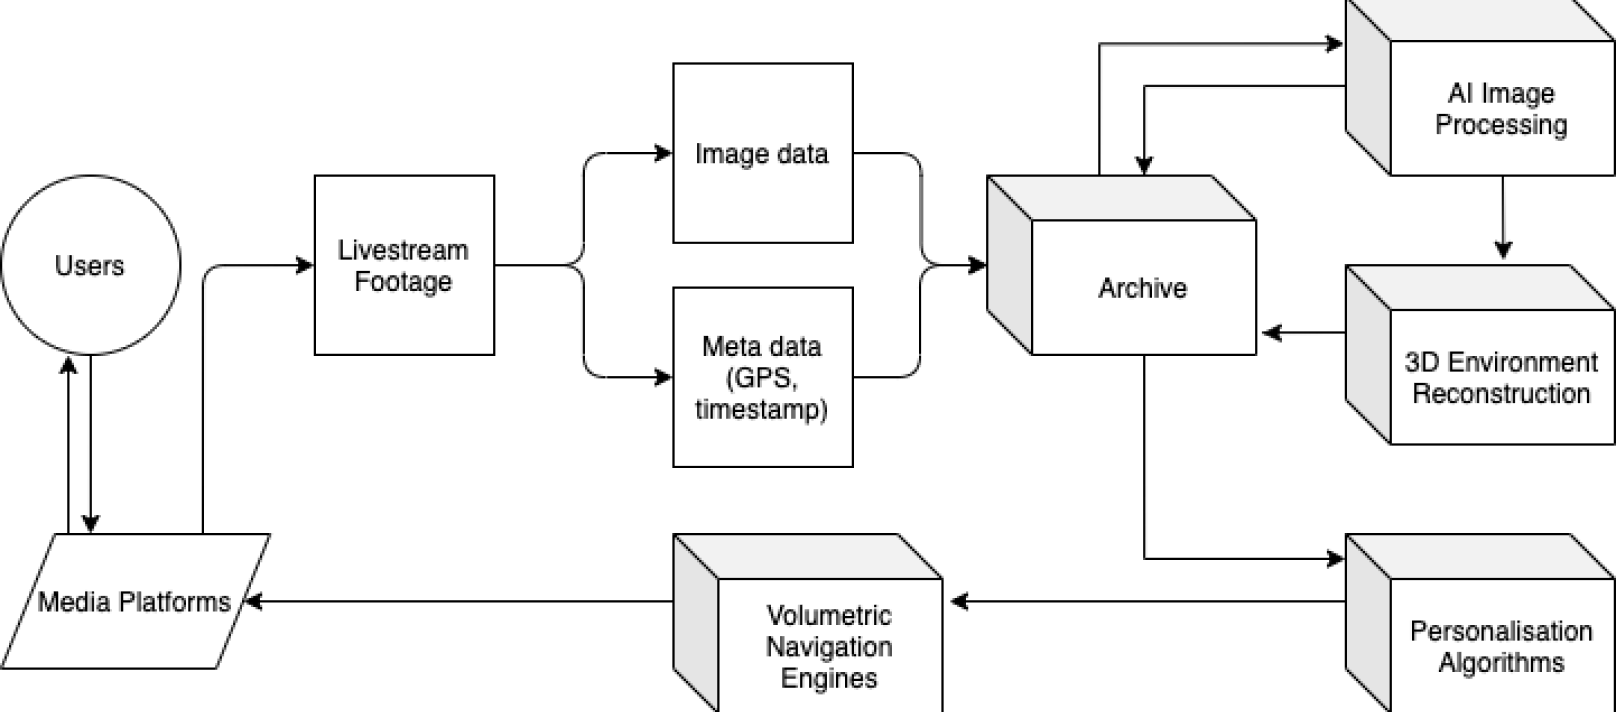 AI Image
Processing
Image data
Users
Livestream
Footage
Archive
Meta data
(GPS,
timestamp)
3D Environment
Reconstruction
Media Platforms
Volumetric
Navigation
Engines
Personalisation
Algorithms